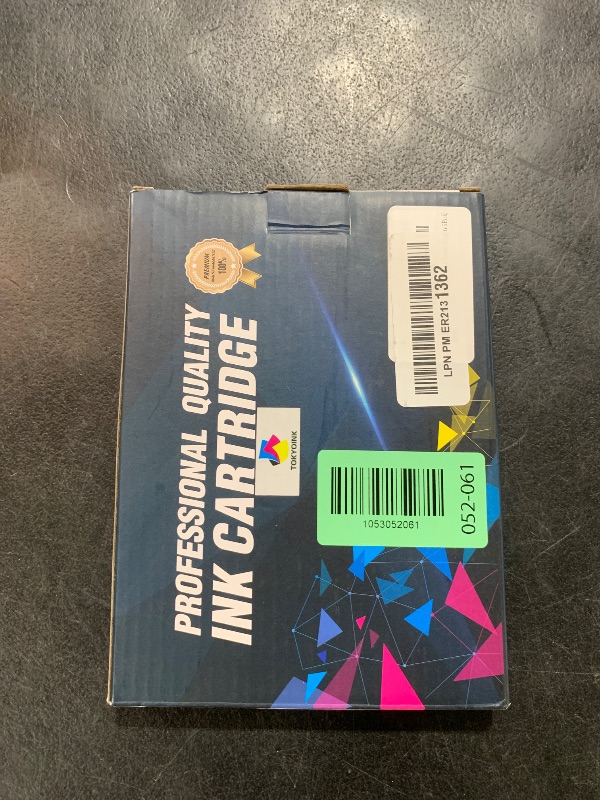 PREMIUM
100%
PROFESSIONAL QUALITY
INK CARTRIDGE
TOKYOINK
LPN PM ER2131362
1053052061
052-061